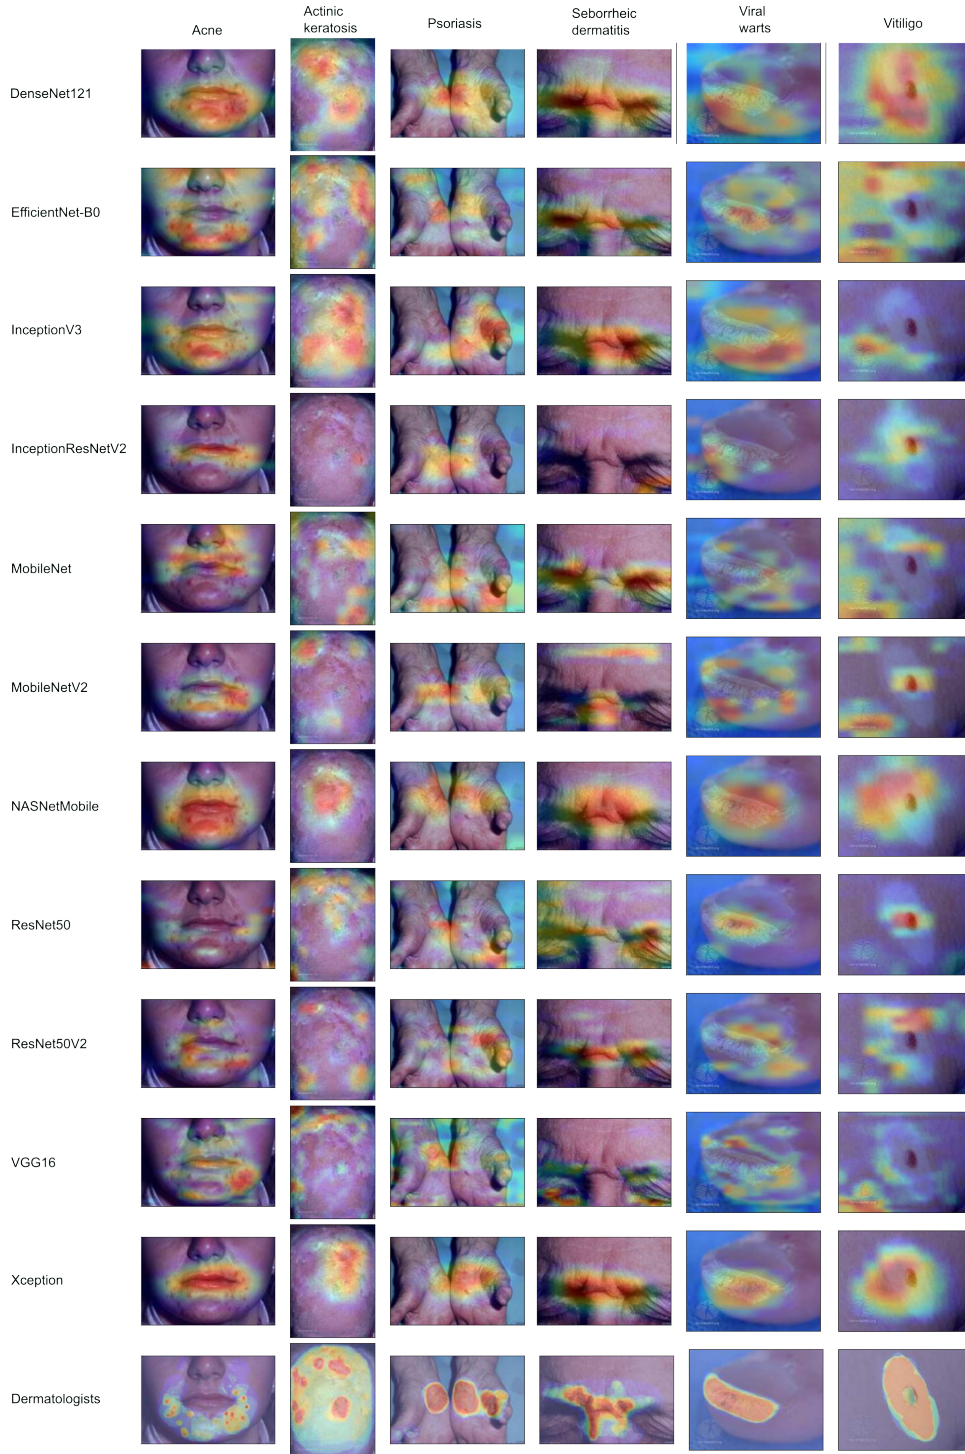 Acne
Actinic
keratosis
Psoriasis
Seborrheic
dermatitis
Viral
warts
Vitiligo
DenseNet121
EfficientNet-B0
InceptionV3
InceptionResNetV2
MobileNet
MobileNetV2
NASNetMobile
ResNet50
ResNet50V2
VGG16
Xception
Dermatologists